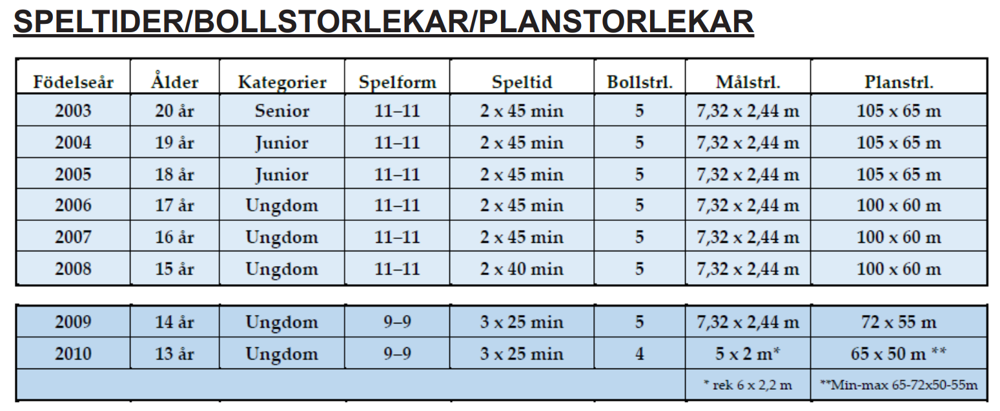 SPELTIDER/BOLLSTORLEKAR/PLANSTORLEKAR
Födelseår Ålder Kategorier Spelform Speltid Bollstrl. Målstrl. Planstrl.
2003 20 år Senior 11–11 2 x 45 min 5 7,32 x 2,44 m 105 x 65 m
2004 19 år Junior 11–11 2 x 45 min 5 7,32 x 2,44 m 105 x 65 m
2005 18 år Junior 11–11 2 x 45 min 5 7,32 x 2,44 m 105 x 65 m
2006 17 år Ungdom 11–11 2 x 45 min 5 7,32 x 2,44 m 100 x 60 m
2007 16 år Ungdom 11–11 2 x 45 min 5 7,32 x 2,44 m 100 x 60 m
2008 15 år Ungdom 11–11 2 x 40 min 5 7,32 x 2,44 m 100 x 60 m
2009 14 år Ungdom 9–9 3 x 25 min 5 7,32 x 2,44 m 72 x 55 m
2010 13 år Ungdom 9–9 3 x 25 min 4 5 x 2 m* 65 x 50 m **
* rek 6 x 2,2 m **Min-max 65-72x50-55m